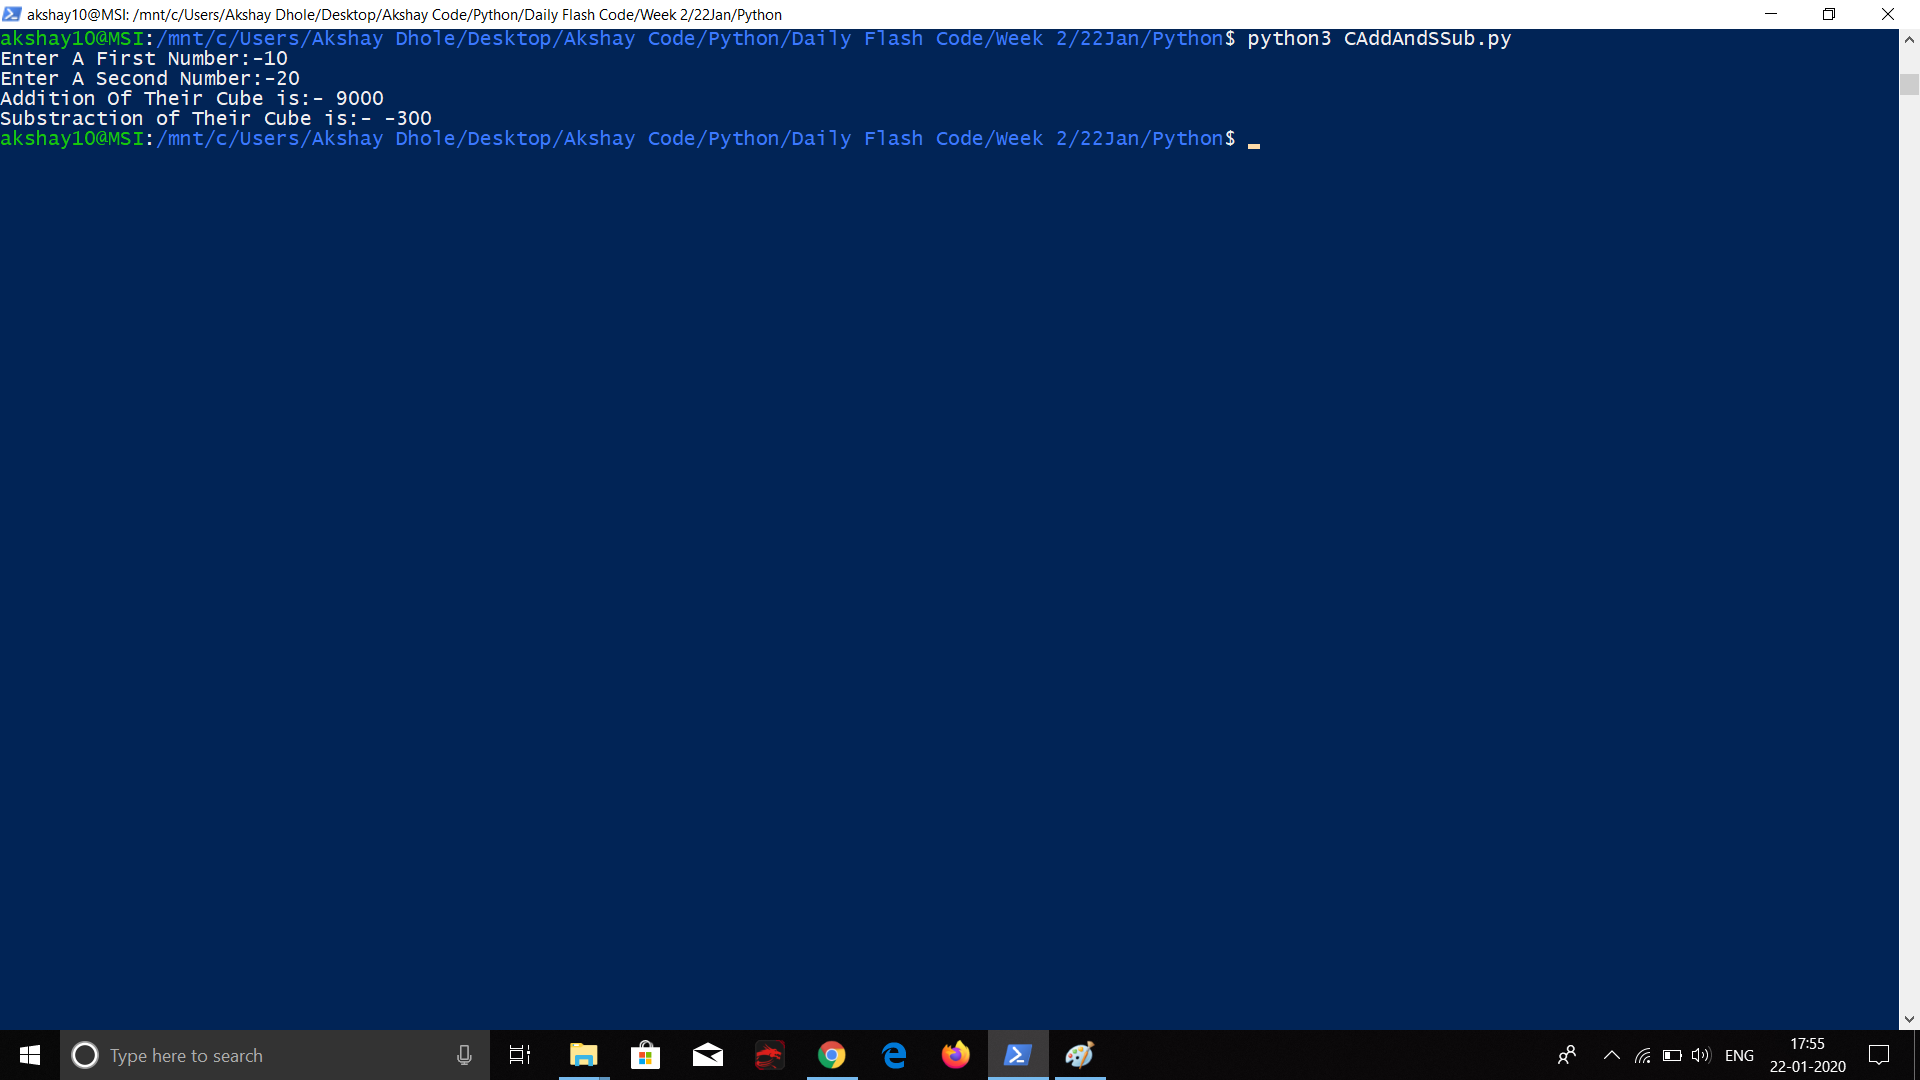 akshay10@MSI: /mnt/c/Users/Akshay Dhole/Desktop/Akshay Code/Python/Daily Flash Code/Week 2/22Jan/Python
akshay10@MSI:/mnt/c/Users/Akshay Dhole/Desktop/Akshay Code/Python/Daily Flash Code/Week 2/22Jan/Python$ python3 CAddAndSSub.py
Enter A First Number:-10
Enter A Second Number:-20
Addition Of Their Cube is:- 9000
Substraction of Their Cube is:- -300
akshay10@MSI:/mnt/c/Users/Akshay Dhole/Desktop/Akshay Code/Python/Daily Flash Code/Week 2/22Jan/Python$
Type here to search
ENG
17:55
22-01-2020